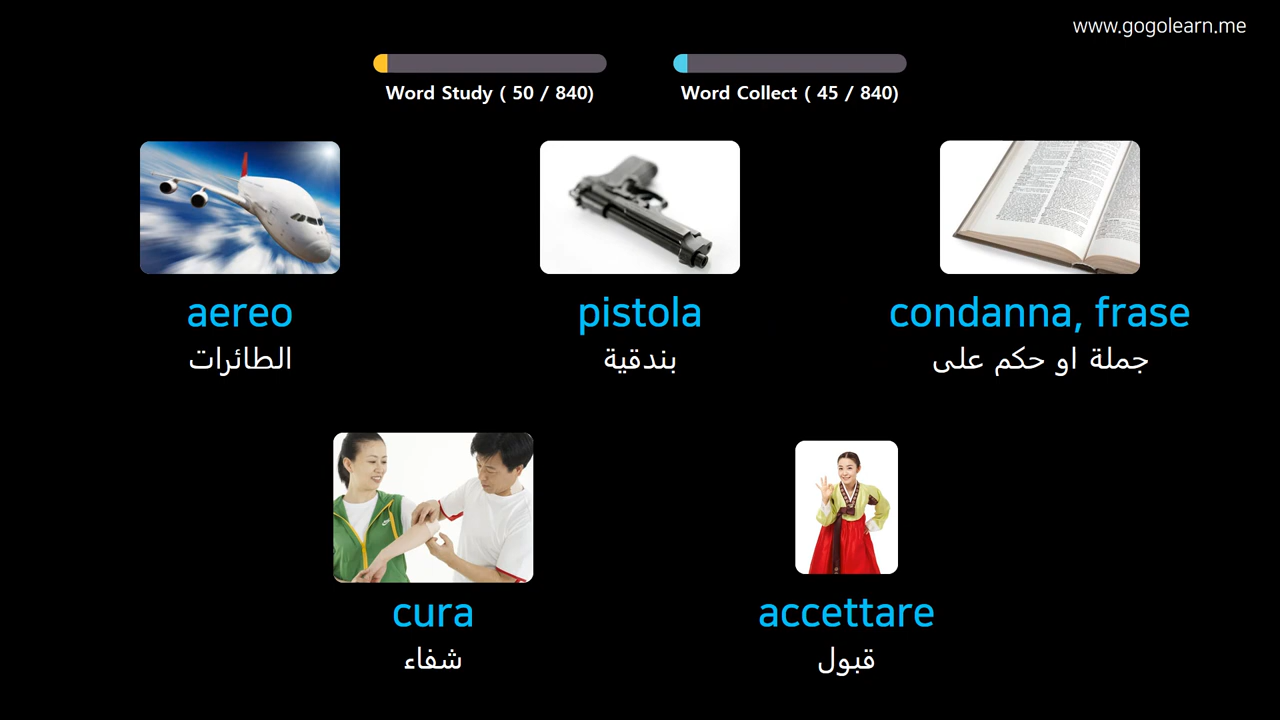 www.gogolearn.me
Word Study ( 50 / 840)
Word Collect ( 45 / 840)
aereo
الطائرات
pistola
بندقية
condanna, frase
جملة او حكم على
cura
شفاء
accettare
قبول